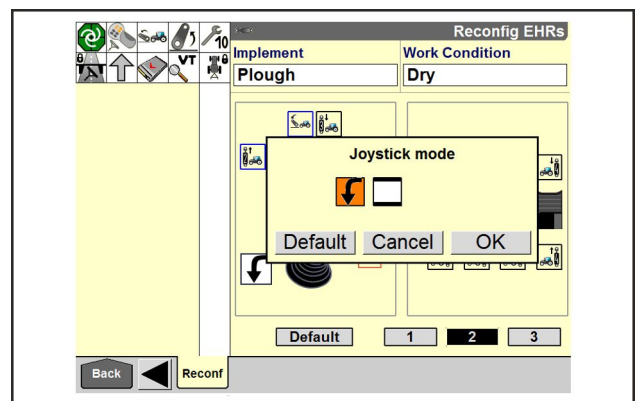 Reconfig EHRs
5
10
VT
Implement
Work Condition
Plough
Dry
Joystick mode
Default
Cancel
OK
Default
1
2
3
Back
Reconf